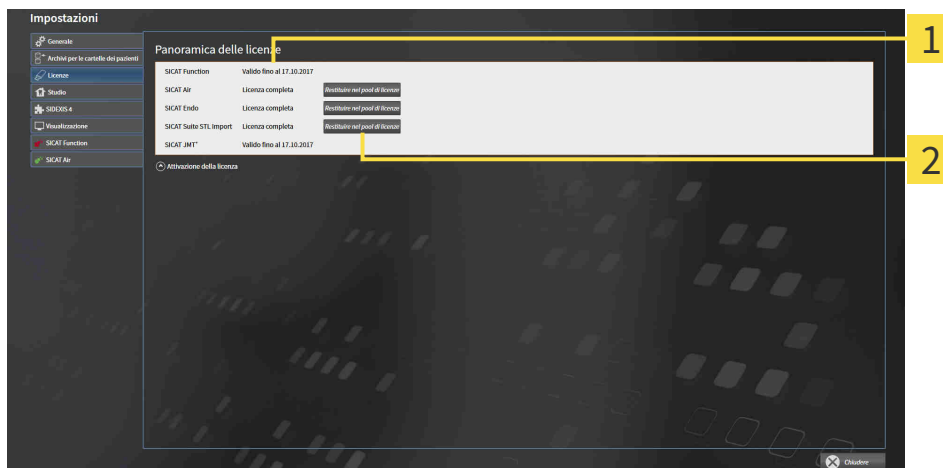 Impostazioni
Generale
Archivi per le cartelle dei pazienti
Licenze
Studio
SIDEXIS 4
Visualizzazione
SICAT Function
SICAT Air
Panoramica delle licenze
SICAT Function Valido fino al 17.10.2017
SICAT Air Licenza completa Restituire nel pool di licenze
SICAT Endo Licenza completa Restituire nel pool di licenze
SICAT Suite STL Import Licenza completa Restituire nel pool di licenze
SICAT JMT+ Valido fino al 17.10.2017
Attivazione della licenza
1
2
Chiudere